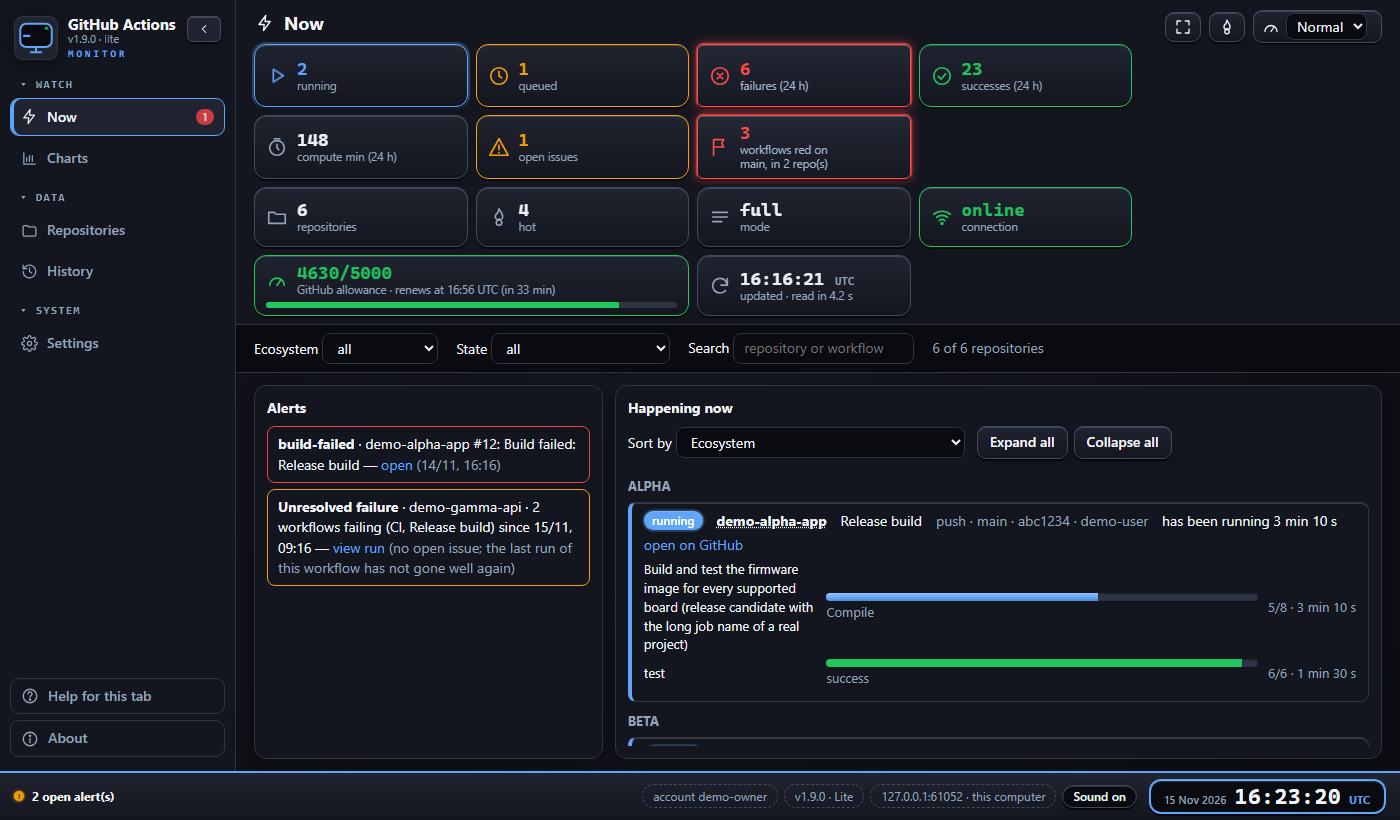 GitHub Actions
v1.9.0 · lite
MONITOR
WATCH
Now
1
Charts
DATA
Repositories
History
SYSTEM
Settings
Help for this tab
About
Now
Normal
2
running
1
queued
6
failures (24 h)
23
successes (24 h)
148
compute min (24 h)
1
open issues
3
workflows red on
main, in 2 repo(s)
6
repositories
4
hot
full
mode
online
connection
4630/5000
GitHub allowance · renews at 16:56 UTC (in 33 min)
16:16:21 UTC
updated · read in 4.2 s
Ecosystem all State all Search repository or workflow 6 of 6 repositories
Alerts
build-failed · demo-alpha-app #12: Build failed:
Release build — open (14/11, 16:16)
Unresolved failure · demo-gamma-api · 2
workflows failing (CI, Release build) since 15/11,
09:16 — view run (no open issue; the last run of
this workflow has not gone well again)
Happening now
Sort by Ecosystem Expand all Collapse all
ALPHA
running demo-alpha-app Release build push · main · abc1234 · demo-user has been running 3 min 10 s
open on GitHub
Build and test the firmware
image for every supported
board (release candidate with
the long job name of a real
project)
Compile
5/8 · 3 min 10 s
test
success
6/6 · 1 min 30 s
BETA
2 open alert(s)
account demo-owner
v1.9.0 · Lite
127.0.0.1:61052 · this computer
Sound on
15 Nov 2026 16:23:20 UTC